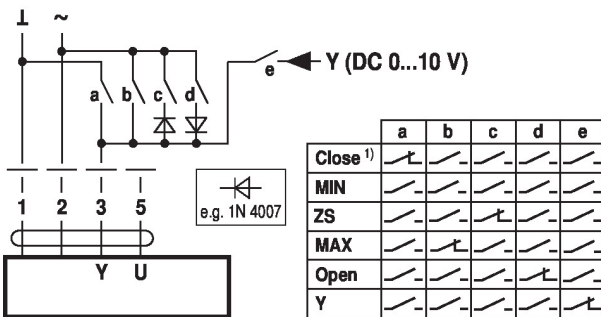 ⊥ ~
a b c d
e
Y (DC 0...10 V)
1 2 3 5
Y U
e.g. 1N 4007
a b c d e
Close 1)
MIN
ZS
MAX
Open
Y